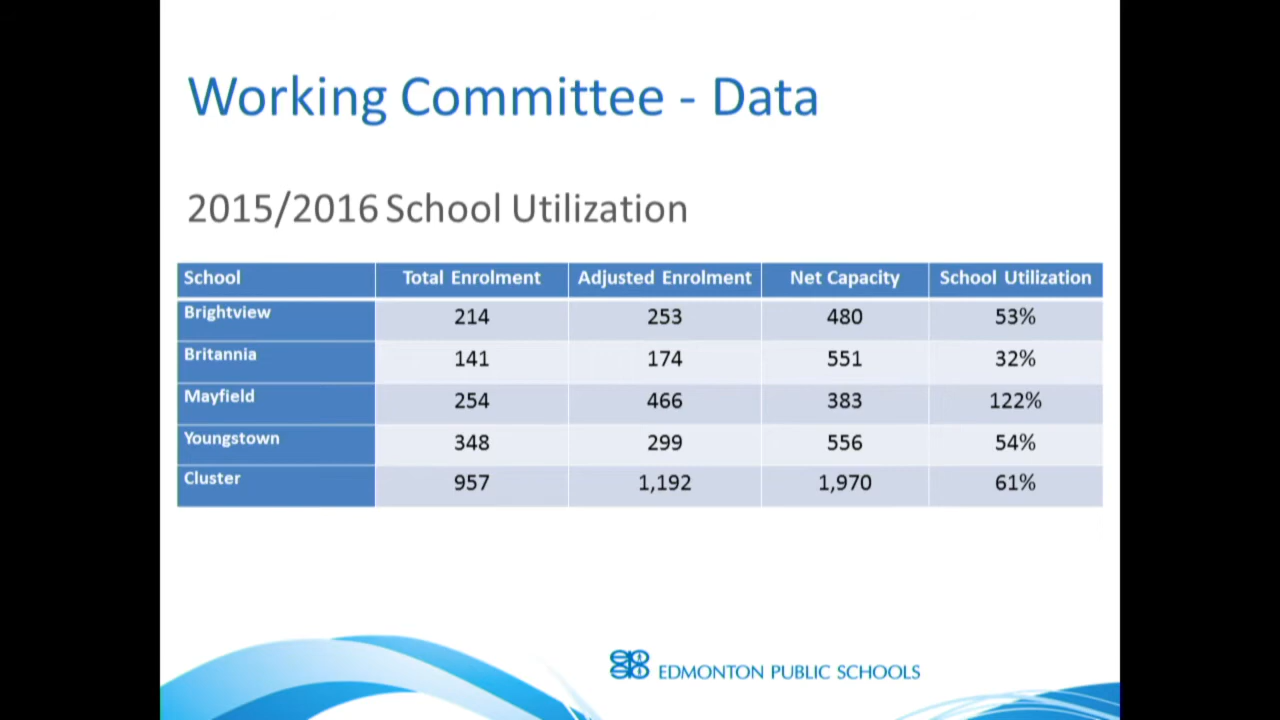 Working Committee - Data
2015/2016 School Utilization
School Total Enrolment Adjusted Enrolment Net Capacity School Utilization
Brightview 214 253 480 53%
Britannia 141 174 551 32%
Mayfield 254 466 383 122%
Youngstown 348 299 556 54%
Cluster 957 1,192 1,970 61%
EDMONTON PUBLIC SCHOOLS